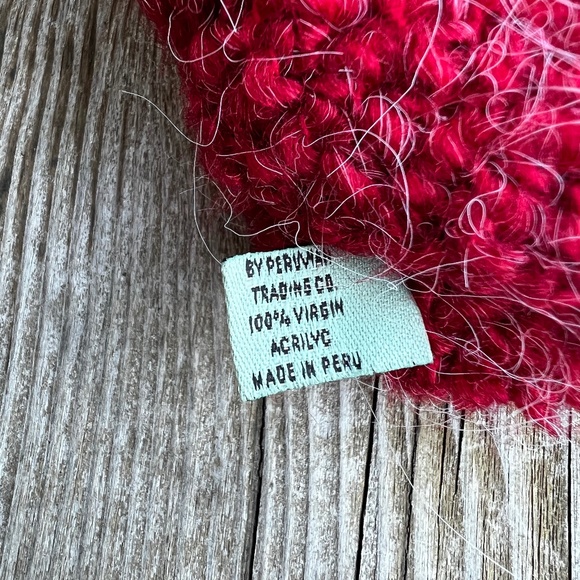 BY PERUVIAN
TRADING CO.
100% VIRGIN
ACRILYC
MADE IN PERU